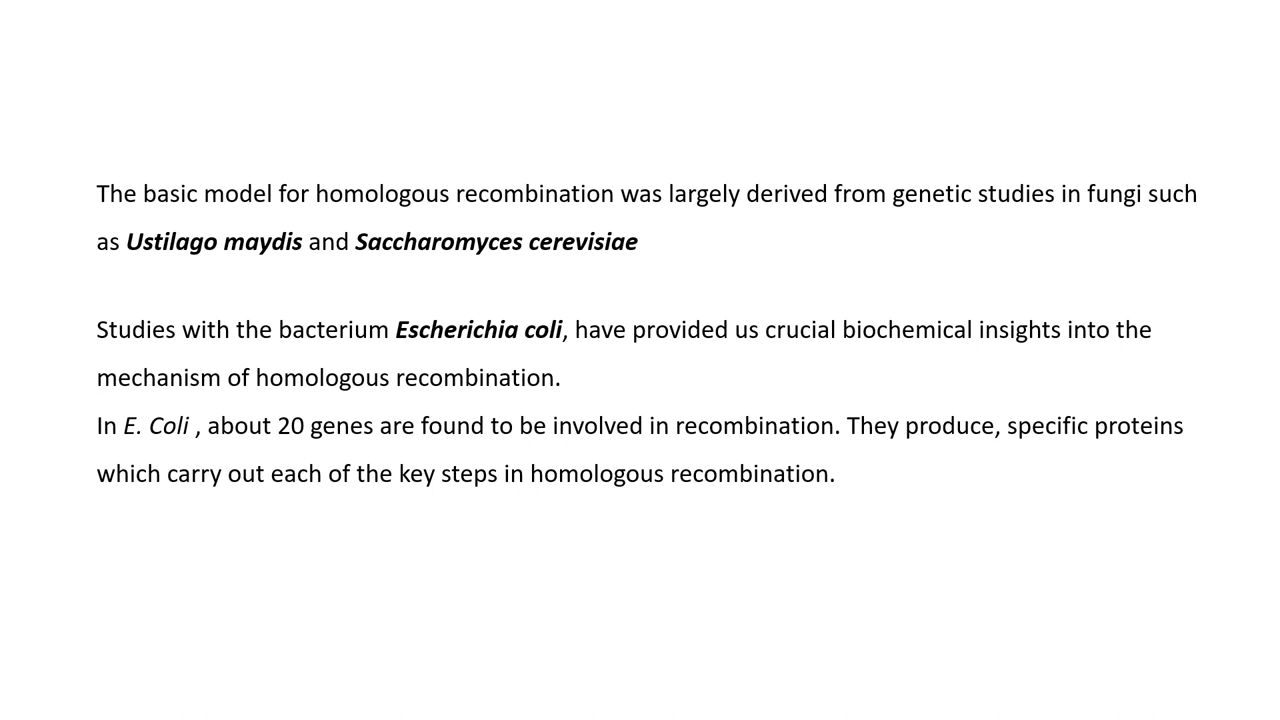 The basic model for homologous recombination was largely derived from genetic studies in fungi such
as Ustilago maydis and Saccharomyces cerevisiae
Studies with the bacterium Escherichia coli, have provided us crucial biochemical insights into the
mechanism of homologous recombination.
In E. Coli , about 20 genes are found to be involved in recombination. They produce, specific proteins
which carry out each of the key steps in homologous recombination.